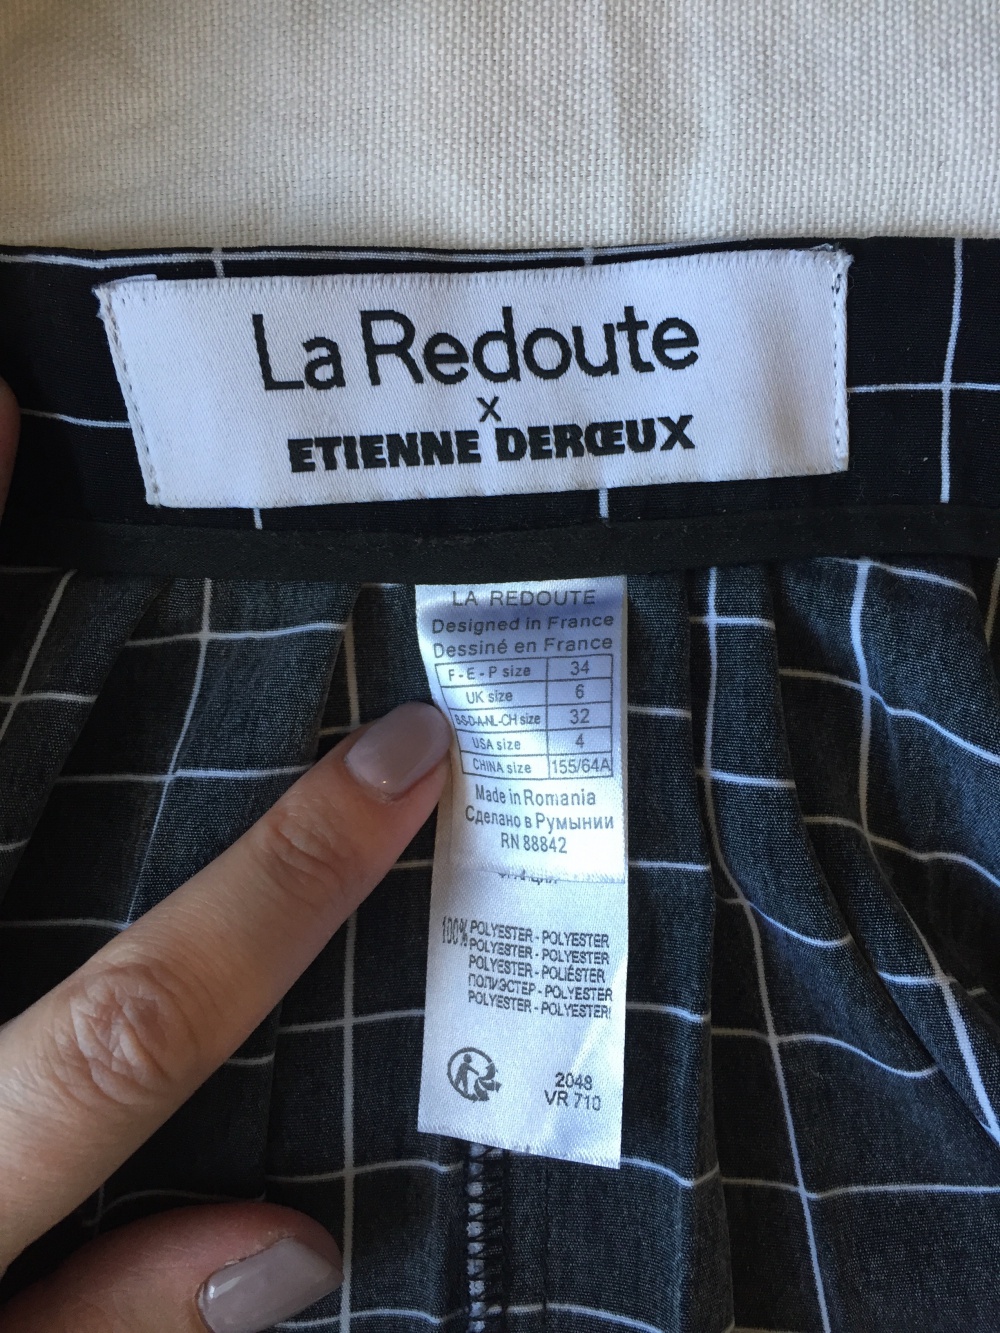 La Redoute
x
ETIENNE DERŒUX
LA REDOUTE
Designed in France
Dessiné en France
F-E-P size 34
UK size 6
B-S-D-A-NL-CH size 32
USA size 4
CHINA size 155/64A
Made in Romania
Сделано в Румынии
RN 88842
100% POLYESTER - POLYESTER
POLYESTER - POLYESTER
POLYESTER - POLIÉSTER
ПОЛИЭСТЕР - POLYESTER
POLYESTER - POLYESTER!
2048
VR 710